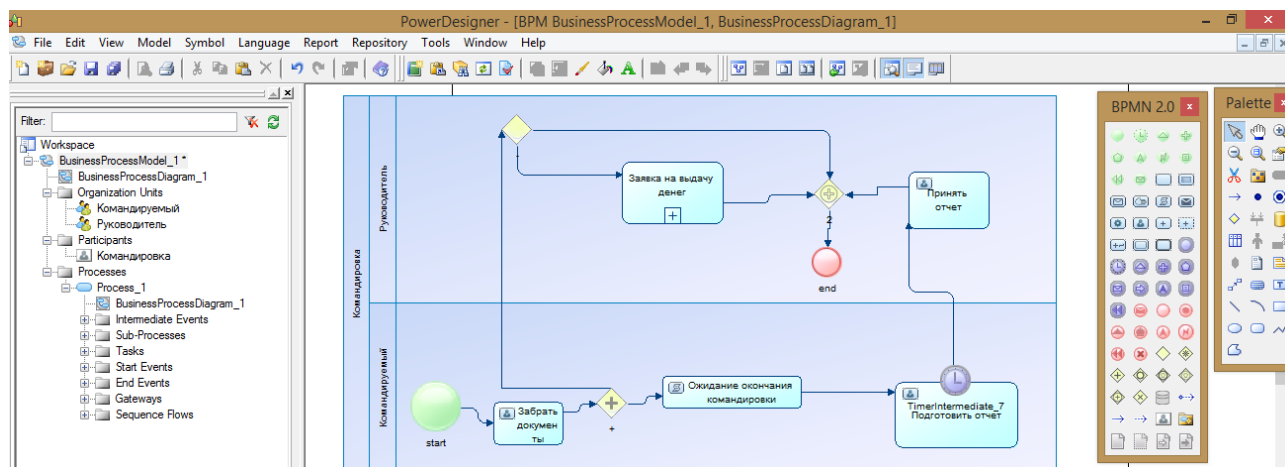 PowerDesigner - [BPM BusinessProcessModel_1, BusinessProcessDiagram_1]
File Edit View Model Symbol Language Report Repository Tools Window Help
Filter:
Workspace
BusinessProcessModel_1 *
BusinessProcessDiagram_1
Organization Units
Командируемый
Руководитель
Participants
Командировка
Processes
Process_1
BusinessProcessDiagram_1
Intermediate Events
Sub-Processes
Tasks
Start Events
End Events
Gateways
Sequence Flows
Командировка
Руководитель
Заявка на выдачу
денег
2
end
Принять
отчет
Командируемый
start
Забрать
докумен
ты
+
Ожидание окончания
командировки
TimerIntermediate_7
Подготовить отчет
BPMN 2.0
Palette